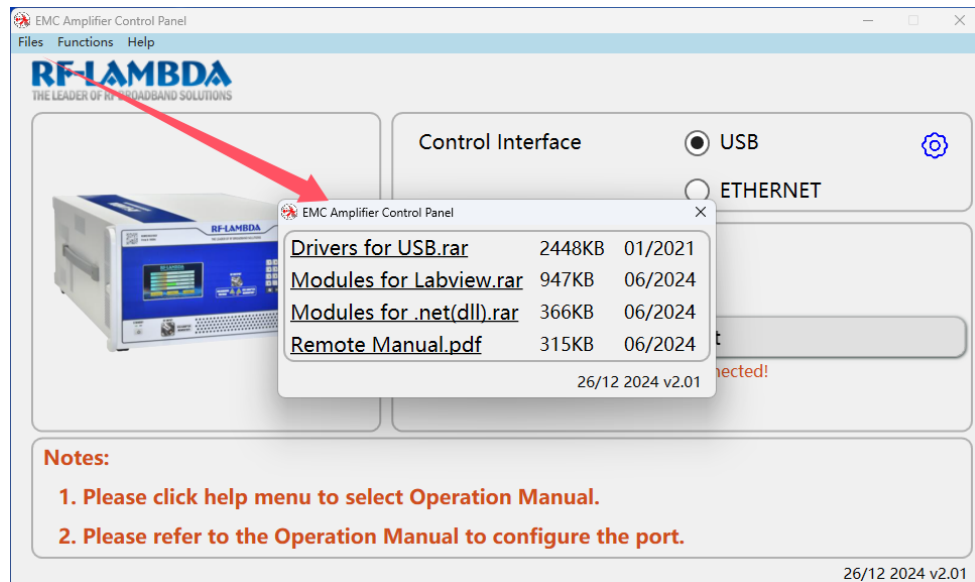 EMC Amplifier Control Panel
Files Functions Help
RF-LAMBDA
THE LEADER OF RF BROADBAND SOLUTIONS
Control Interface
USB
ETHERNET
RF-LAMBDA
EMC Amplifier Control Panel
Drivers for USB.rar 2448KB 01/2021
Modules for Labview.rar 947KB 06/2024
Modules for .net(dll).rar 366KB 06/2024
Remote Manual.pdf 315KB 06/2024
26/12 2024 v2.01
Notes:
1. Please click help menu to select Operation Manual.
2. Please refer to the Operation Manual to configure the port.
26/12 2024 v2.01